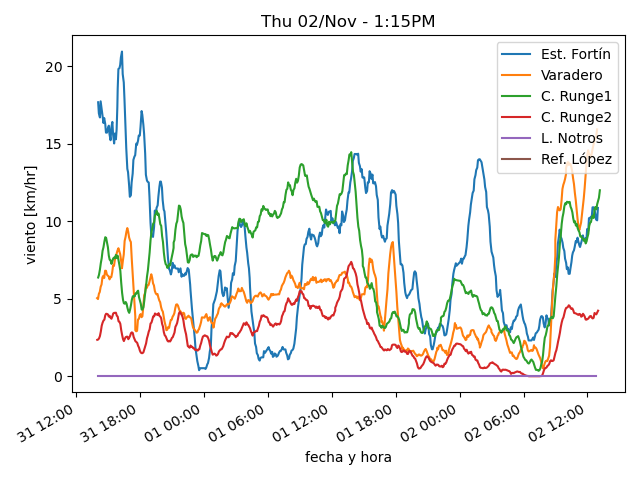 Thu 02/Nov - 1:15PM
Est. Fortín
Varadero
C. Runge1
C. Runge2
L. Notros
Ref. López
viento [km/hr]
20
15
10
5
0
31 12:00
31 18:00
01 00:00
01 06:00
01 12:00
01 18:00
02 00:00
02 06:00
02 12:00
fecha y hora